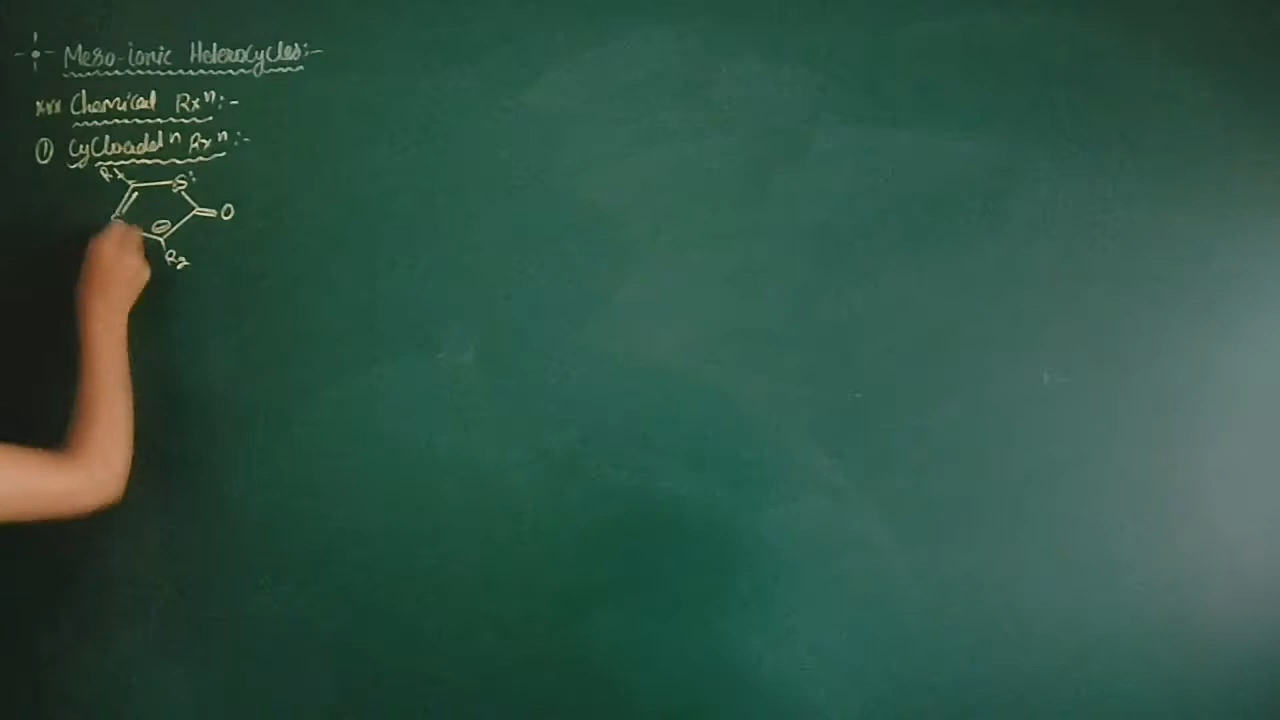 Meso-ionic Heterocycles:-
*** Chemical Rxⁿ:-
① Cycloaddⁿ Rxⁿ:-
S:
O
⊖
R₂